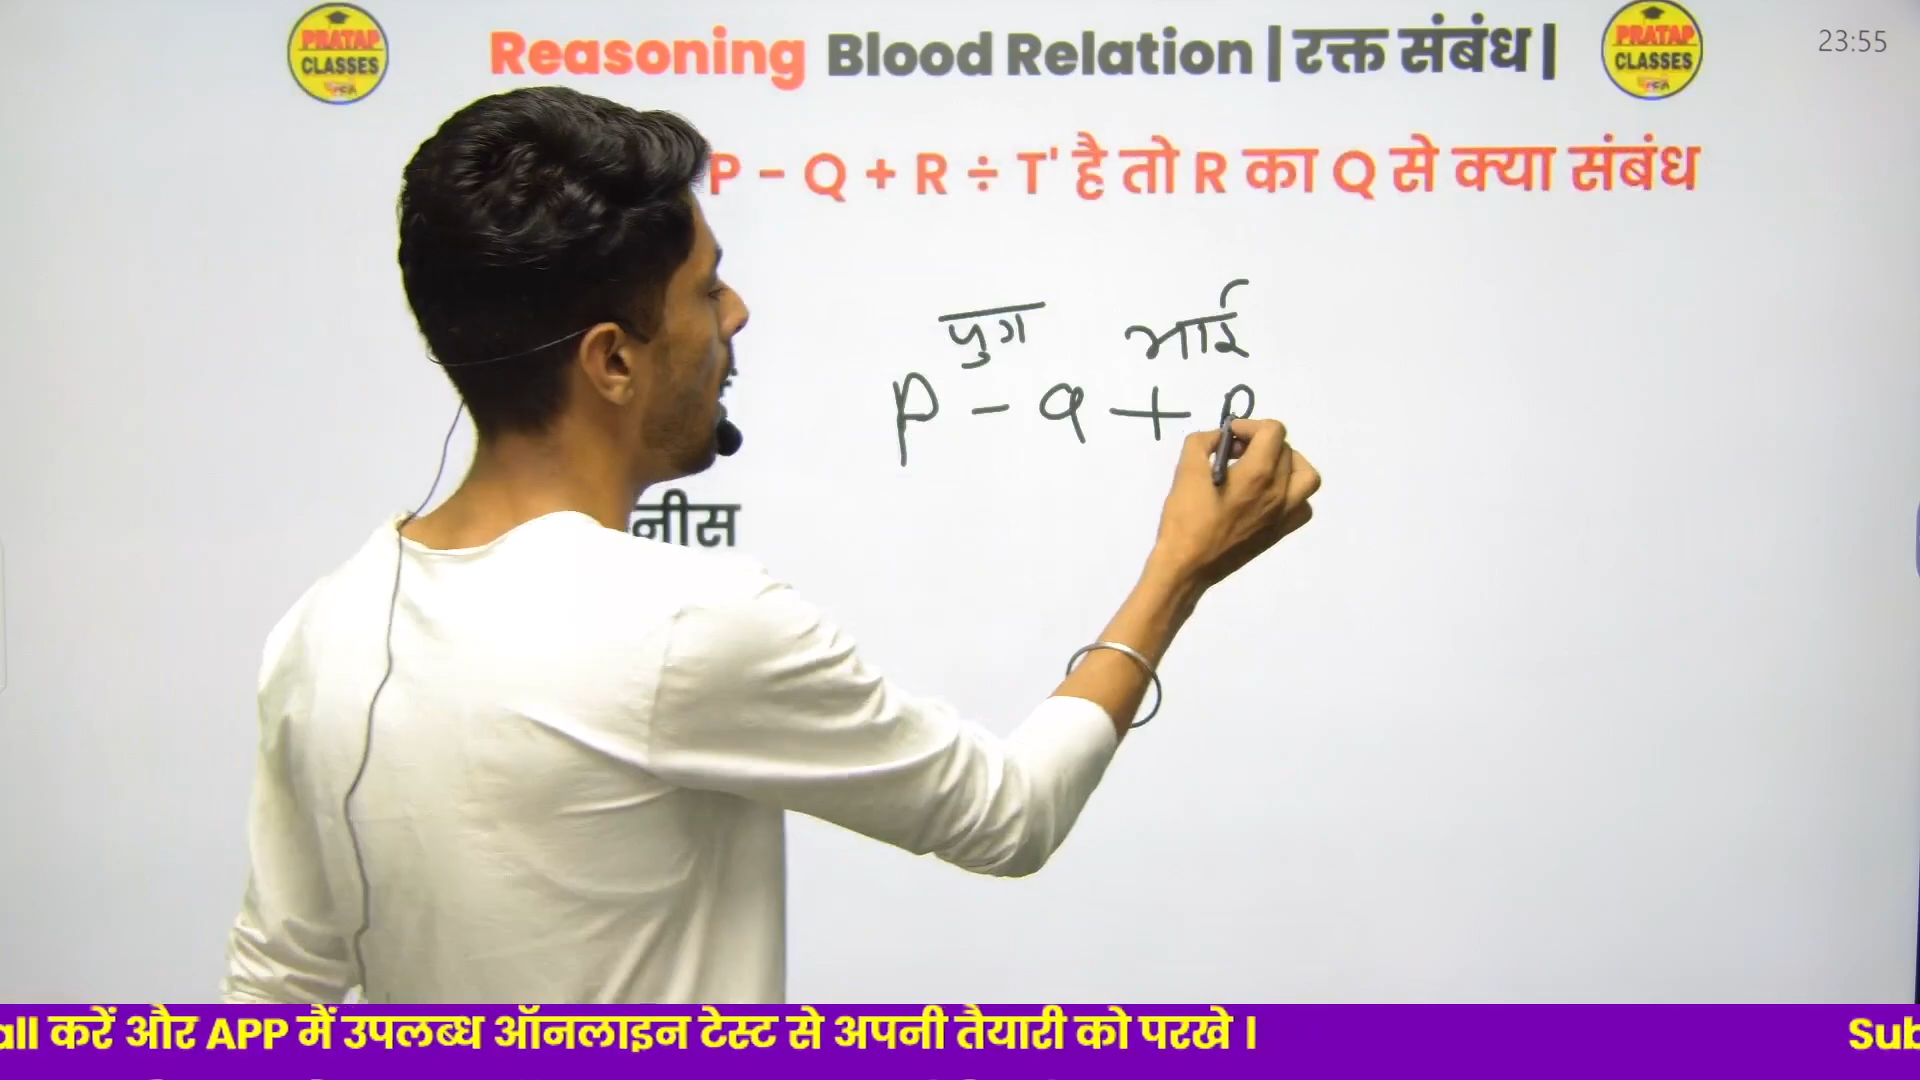 PRATAP
CLASSES
Reasoning Blood Relation | रक्त संबंध |
PRATAP
CLASSES
23:55
P - Q + R ÷ T' है तो R का Q से क्या संबंध
पुत्र भाई
P - Q +
नीस
all करें और APP मैं उपलब्ध ऑनलाइन टेस्ट से अपनी तैयारी को परखे ।
Sub